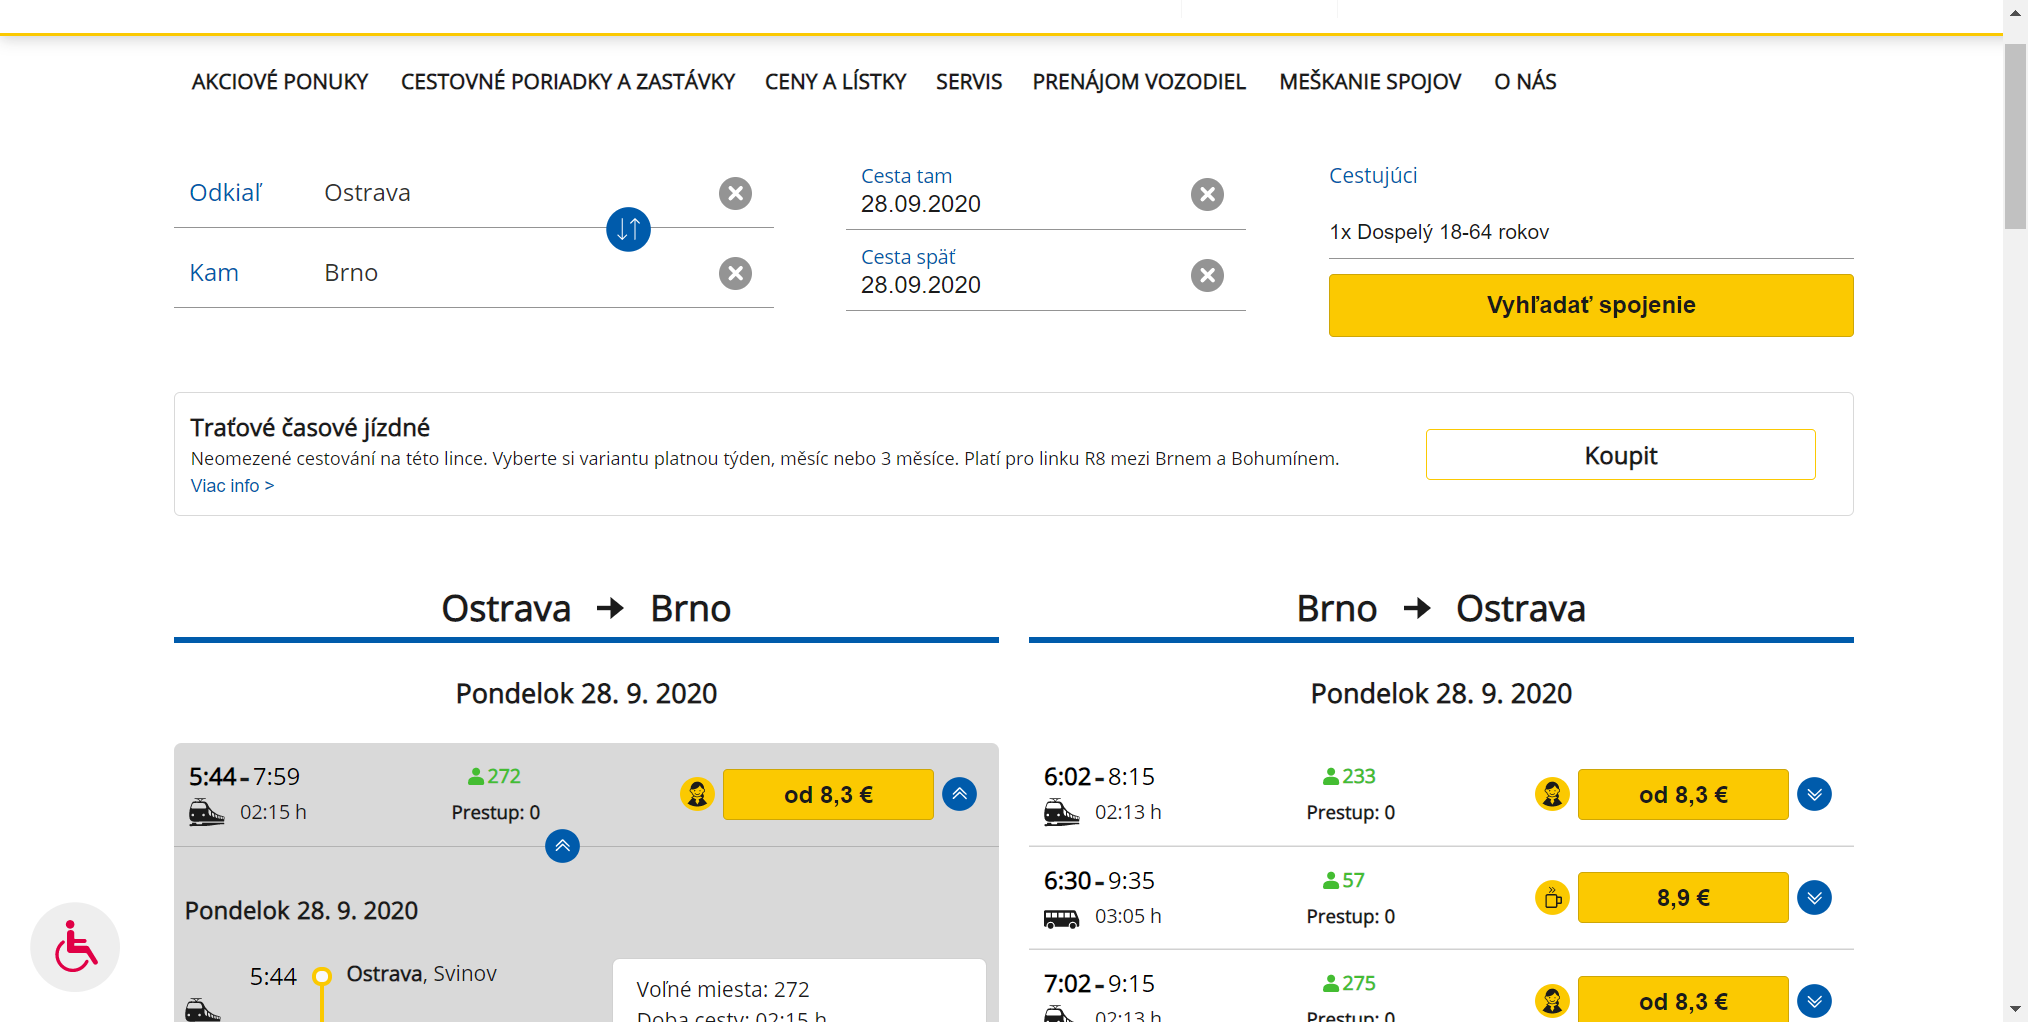 AKCIOVÉ PONUKY CESTOVNÉ PORIADKY A ZASTÁVKY CENY A LÍSTKY SERVIS PRENÁJOM VOZODIEL MEŠKANIE SPOJOV O NÁS
Odkiaľ Ostrava
Kam Brno
Cesta tam
28.09.2020
Cesta späť
28.09.2020
Cestujúci
1x Dospelý 18-64 rokov
Vyhľadať spojenie
Traťové časové jízdné
Neomezené cestování na této lince. Vyberte si variantu platnou týden, měsíc nebo 3 měsíce. Platí pro linku R8 mezi Brnem a Bohumínem.
Viac info >
Koupit
Ostrava → Brno
Pondelok 28. 9. 2020
5:44 - 7:59 272 od 8,3 €
02:15 h Prestup: 0
Pondelok 28. 9. 2020
5:44 Ostrava, Svinov
Voľné miesta: 272
Doba cesty: 02:15 h
Brno → Ostrava
Pondelok 28. 9. 2020
6:02 - 8:15 233 od 8,3 €
02:13 h Prestup: 0
6:30 - 9:35 57 8,9 €
03:05 h Prestup: 0
7:02 - 9:15 275 od 8,3 €
02:13 h Prestup: 0